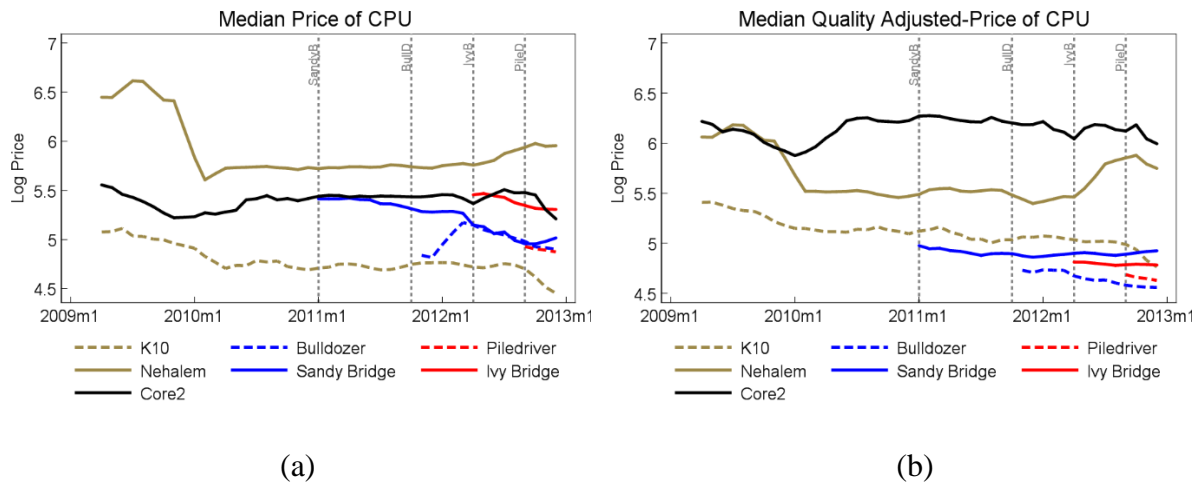 Median Price of CPU
7
6.5
6
5.5
5
4.5
Log Price
SandyB
BullD
IvyB
PileD
2009m1 2010m1 2011m1 2012m1 2013m1
K10 Bulldozer Piledriver
Nehalem Sandy Bridge Ivy Bridge
Core2
(a)
Median Quality Adjusted-Price of CPU
7
6.5
6
5.5
5
4.5
Log Price
SandyB
BullD
IvyB
PileD
2009m1 2010m1 2011m1 2012m1 2013m1
K10 Bulldozer Piledriver
Nehalem Sandy Bridge Ivy Bridge
Core2
(b)